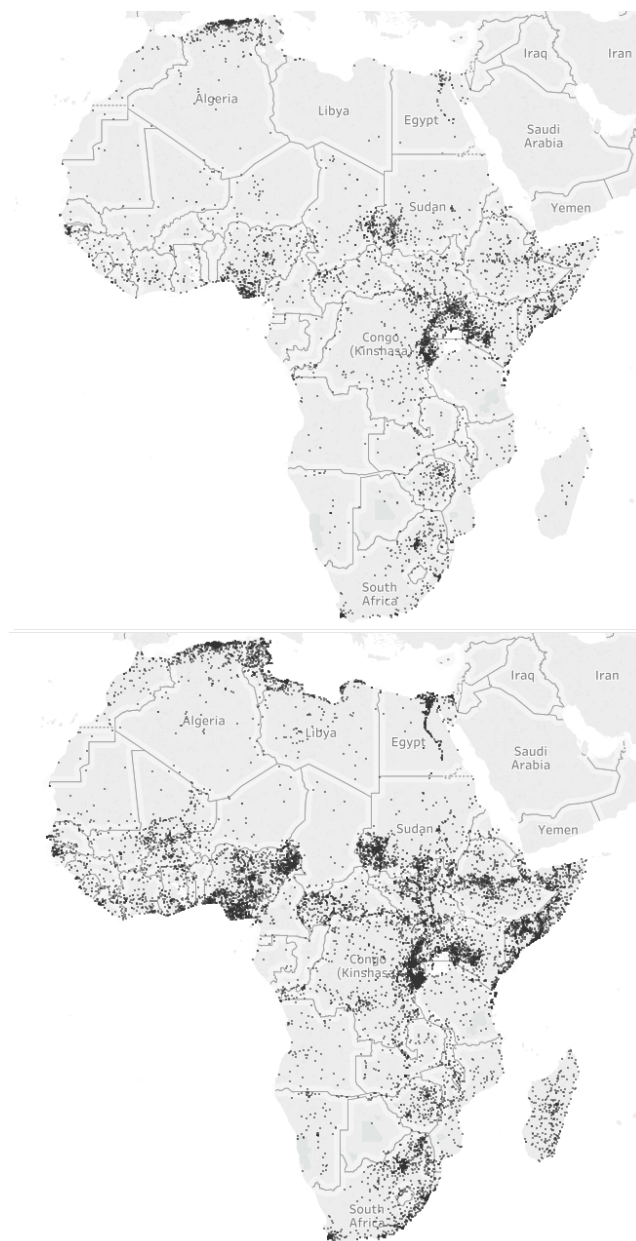 Iraq
Iran
Algeria
Libya
Egypt
Saudi
Arabia
Sudan
Yemen
Congo
(Kinshasa)
South
Africa
Iraq
Iran
Algeria
Libya
Egypt
Saudi
Arabia
Sudan
Yemen
Congo
(Kinshasa)
South
Africa